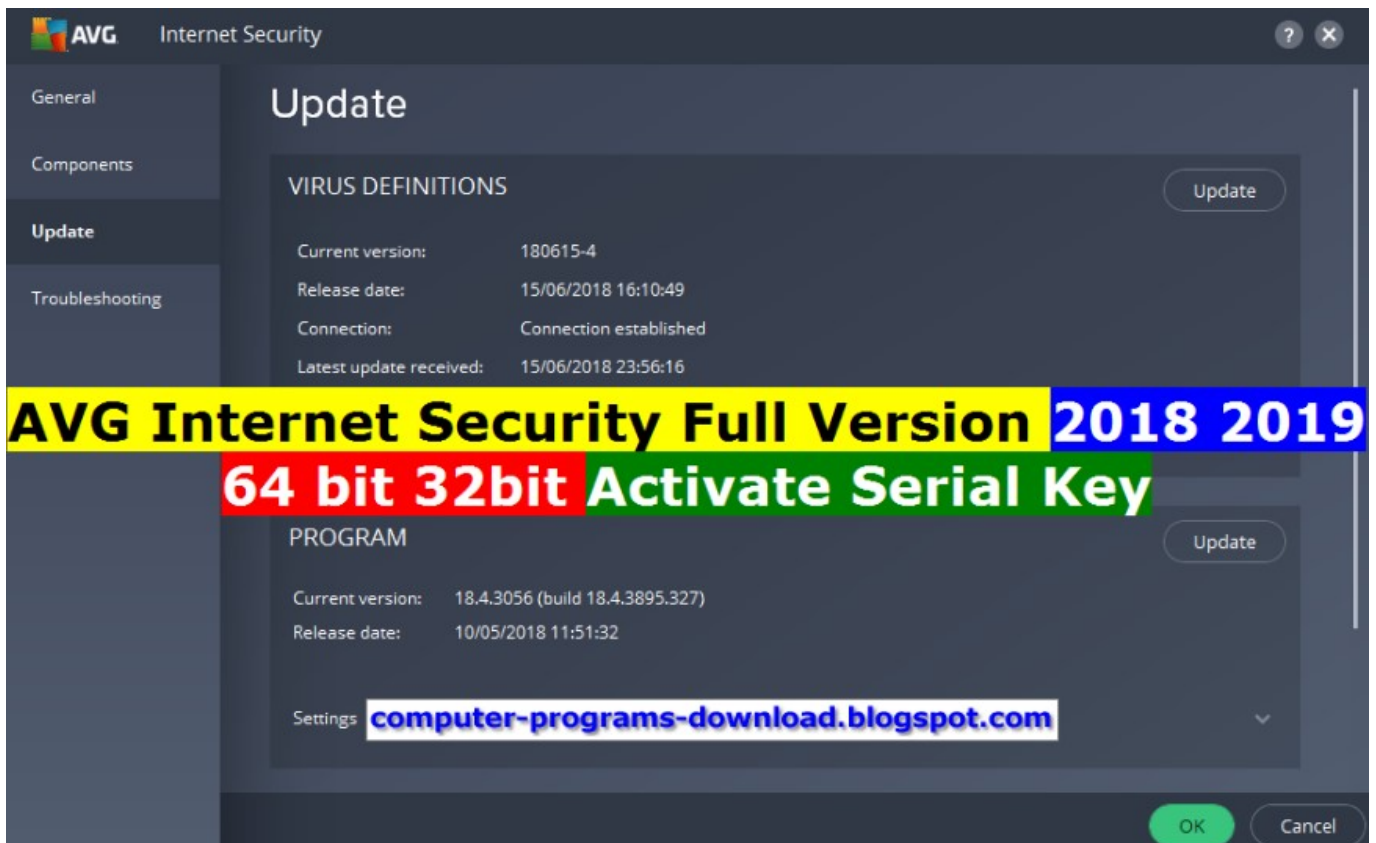 AVG Internet Security
General
Components
Update
Troubleshooting
Update
VIRUS DEFINITIONS
Update
Current version: 180615-4
Release date: 15/06/2018 16:10:49
Connection: Connection established
Latest update received: 15/06/2018 23:56:16
AVG Internet Security Full Version 2018 2019
64 bit 32bit Activate Serial Key
PROGRAM
Update
Current version: 18.4.3056 (build 18.4.3895.327)
Release date: 10/05/2018 11:51:32
Settings computer-programs-download.blogspot.com
OK Cancel